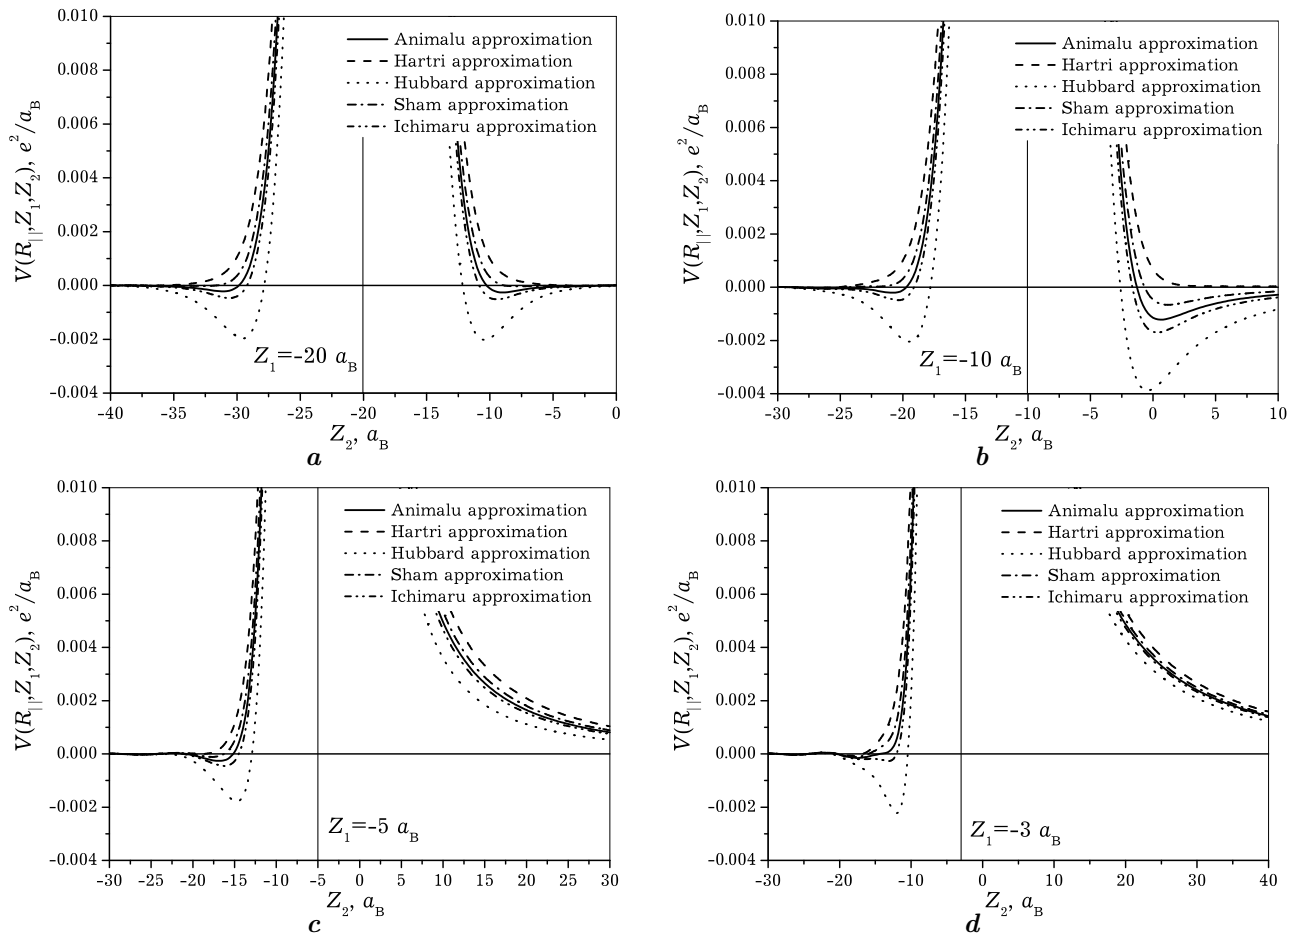 0.010
0.008
0.006
0.004
0.002
0.000
-0.002
-0.004
V(R||,Z1,Z2), e²/aB
Animalu approximation
Hartri approximation
Hubbard approximation
Sham approximation
Ichimaru approximation
Z1=-20 aB
-40 -35 -30 -25 -20 -15 -10 -5 0
Z2, aB
a
0.010
0.008
0.006
0.004
0.002
0.000
-0.002
-0.004
V(R||,Z1,Z2), e²/aB
Animalu approximation
Hartri approximation
Hubbard approximation
Sham approximation
Ichimaru approximation
Z1=-10 aB
-30 -25 -20 -15 -10 -5 0 5 10
Z2, aB
b
0.010
0.008
0.006
0.004
0.002
0.000
-0.002
-0.004
V(R||,Z1,Z2), e²/aB
Animalu approximation
Hartri approximation
Hubbard approximation
Sham approximation
Ichimaru approximation
Z1=-5 aB
-30 -25 -20 -15 -10 -5 0 5 10 15 20 25 30
Z2, aB
c
0.010
0.008
0.006
0.004
0.002
0.000
-0.002
-0.004
V(R||,Z1,Z2), e²/aB
Animalu approximation
Hartri approximation
Hubbard approximation
Sham approximation
Ichimaru approximation
Z1=-3 aB
-30 -20 -10 0 10 20 30 40
Z2, aB
d